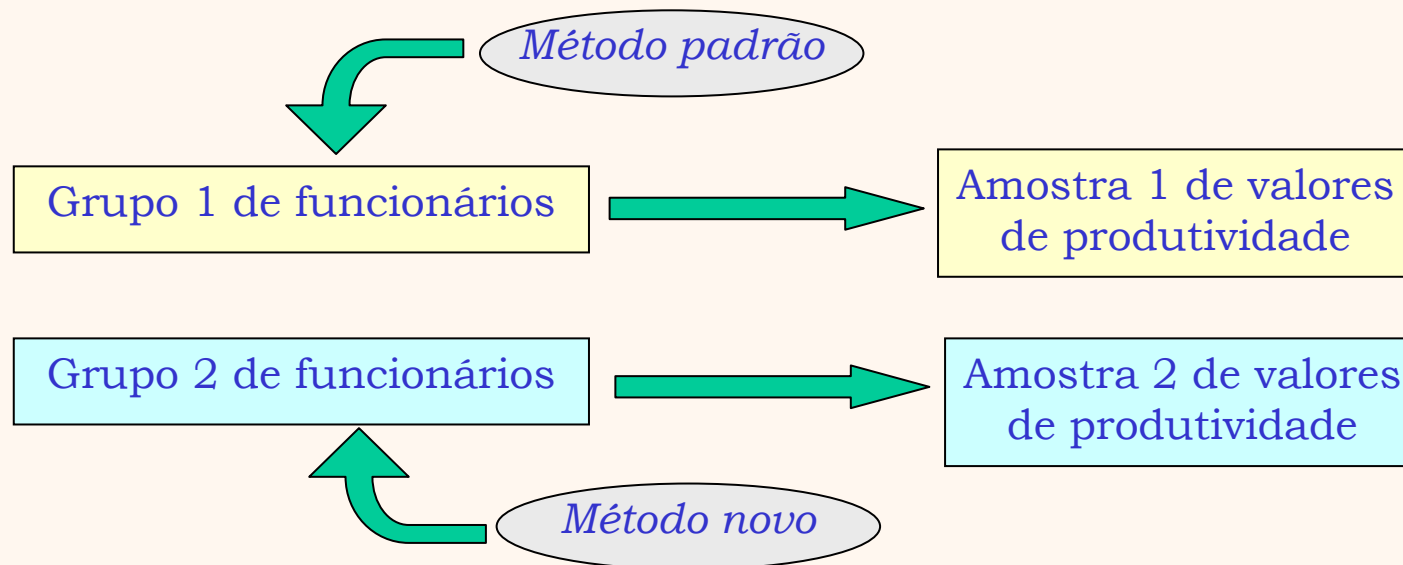 Método padrão
Grupo 1 de funcionários
Amostra 1 de valores
de produtividade
Grupo 2 de funcionários
Amostra 2 de valores
de produtividade
Método novo